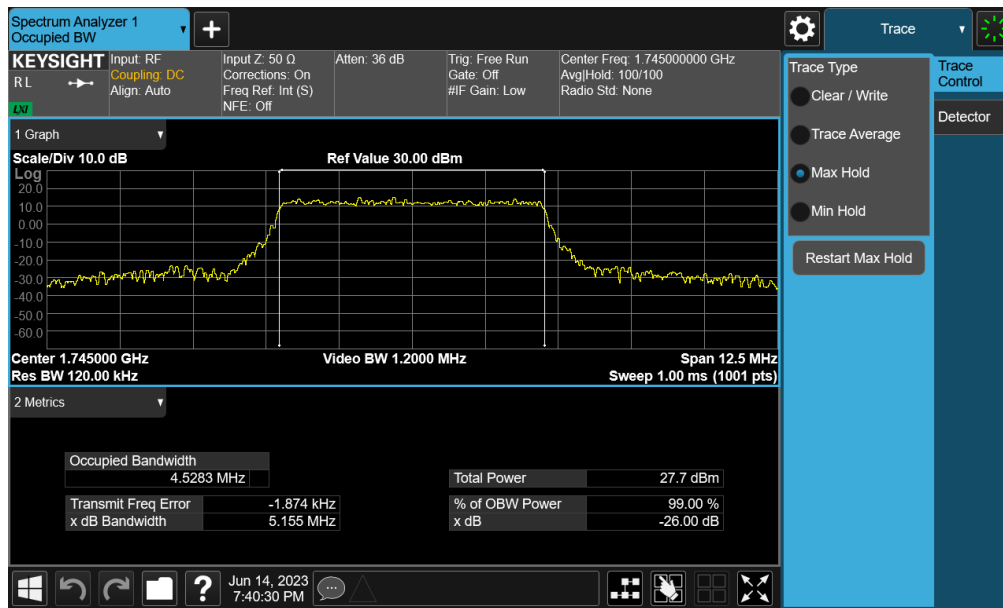 Spectrum Analyzer 1
Occupied BW
+
Trace
KEYSIGHT
R L
LXI
Input: RF
Coupling: DC
Align: Auto
Input Z: 50 Ω
Corrections: On
Freq Ref: Int (S)
NFE: Off
Atten: 36 dB
Trig: Free Run
Gate: Off
#IF Gain: Low
Center Freq: 1.745000000 GHz
Avg|Hold: 100/100
Radio Std: None
Trace Type
Clear / Write
Trace Average
Max Hold
Min Hold
Restart Max Hold
Trace
Control
Detector
1 Graph
Scale/Div 10.0 dB
Ref Value 30.00 dBm
Log
20.0
10.0
0.00
-10.0
-20.0
-30.0
-40.0
-50.0
-60.0
Center 1.745000 GHz
Video BW 1.2000 MHz
Span 12.5 MHz
Res BW 120.00 kHz
Sweep 1.00 ms (1001 pts)
2 Metrics
Occupied Bandwidth
4.5283 MHz
Total Power 27.7 dBm
Transmit Freq Error -1.874 kHz
% of OBW Power 99.00 %
x dB Bandwidth 5.155 MHz
x dB -26.00 dB
?
Jun 14, 2023
7:40:30 PM